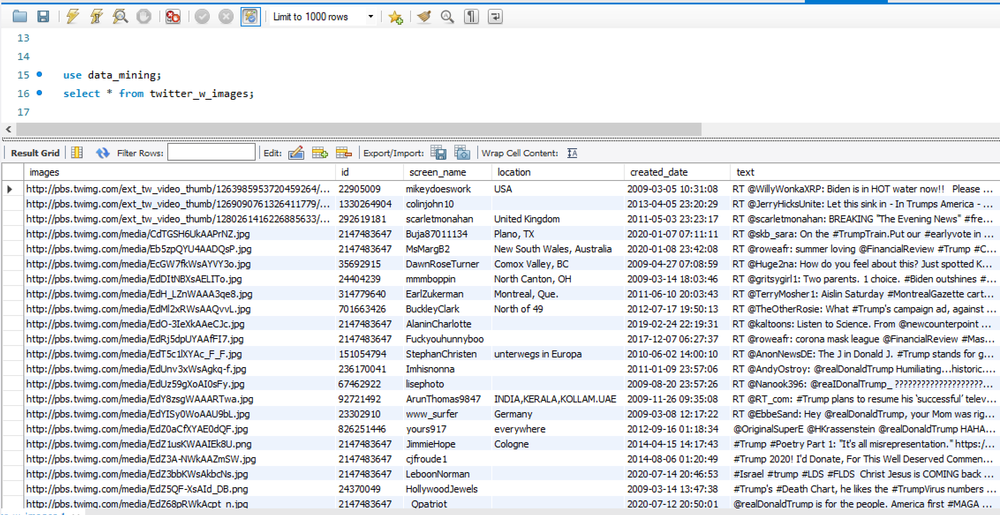 Limit to 1000 rows
13
14
15 use data_mining;
16 select * from twitter_w_images;
17
Result Grid Filter Rows: Edit: Export/Import: Wrap Cell Content:
images id screen_name location created_date text
http://pbs.twimg.com/ext_tw_video_thumb/1263985953720459264/... 22905009 mikeydoeswork USA 2009-03-05 10:31:08 RT @WillyWonkaXRP: Biden is in HOT water now!! Please ...
http://pbs.twimg.com/ext_tw_video_thumb/1269090761326411779/... 1330264904 colinjohn10 2013-04-05 23:20:29 RT @JerryHicksUnite: Let this sink in - In Trumps America - ...
http://pbs.twimg.com/ext_tw_video_thumb/1280261416226885633/... 292619181 scarletmonahan United Kingdom 2011-05-03 23:23:17 RT @scarletmonahan: BREAKING "The Evening News" #fre...
http://pbs.twimg.com/media/CdTGSH6UkAAPrNZ.jpg 2147483647 Buja87011134 Plano, TX 2020-01-07 07:11:11 RT @skb_sara: On the #TrumpTrain.Put our #earlyvote in ...
http://pbs.twimg.com/media/Eb5zpQYU4AADQsP.jpg 2147483647 MsMargB2 New South Wales, Australia 2020-01-08 23:42:08 RT @roweafr: summer loving @FinancialReview #Trump #C...
http://pbs.twimg.com/media/EcGW7fkWsAYVY3o.jpg 35692915 DawnRoseTurner Comox Valley, BC 2009-04-27 07:08:59 RT @Huge2na: How do you feel about this? Just spotted K...
http://pbs.twimg.com/media/EdDItNBXsAELITo.jpg 24404239 mmmboppin North Canton, OH 2009-03-14 18:03:46 RT @gritsygirl1: Two parents. 1 choice. #Biden outshines #...
http://pbs.twimg.com/media/EdH_LZnWAAA3qe8.jpg 314779640 EarlZukerman Montreal, Que. 2011-06-10 20:03:43 RT @TerryMosher1: Aislin Saturday #MontrealGazette cart...
http://pbs.twimg.com/media/EdMl2xRWsAAQvvL.jpg 701663426 BuckleyClark North of 49 2012-07-17 19:50:13 RT @TheOtherRosie: What #Trump's campaign ad, against ...
http://pbs.twimg.com/media/EdO-3IeXkAAeCJc.jpg 2147483647 AlaninCharlotte 2019-02-24 22:19:31 RT @kaltoons: Listen to Science. From @newcounterpoint ...
http://pbs.twimg.com/media/EdRj5dpUYAAfFI7.jpg 2147483647 Fuckyouhunnyboo 2017-12-07 06:27:37 RT @roweafr: corona mask league @FinancialReview #Mas...
http://pbs.twimg.com/media/EdT5c1lXYAc_F_F.jpg 151054794 StephanChristen unterwegs in Europa 2010-06-02 14:00:10 RT @AnonNewsDE: The J in Donald J. #Trump stands for g...
http://pbs.twimg.com/media/EdUnv3xWsAgkq-f.jpg 236170041 Imhisnonna 2011-01-09 23:57:06 RT @AndyOstroy: @realDonaldTrump Humiliating...historic....
http://pbs.twimg.com/media/EdUz59gXoAI0sFy.jpg 67462922 lisephoto 2009-08-20 23:57:26 RT @Nanook396: @reaIDonalTrump_ ????????????????????...
http://pbs.twimg.com/media/EdY8zsgWAAARTwa.jpg 92721492 ArunThomas9847 INDIA,KERALA,KOLLAM.UAE 2009-11-26 09:35:08 RT @RT_com: #Trump plans to resume his ‘successful’ telev...
http://pbs.twimg.com/media/EdYISy0WoAAU9bL.jpg 23302910 www_surfer Germany 2009-03-08 12:17:22 RT @EbbeSand: Hey @realDonaldTrump, your Mom was rig...
http://pbs.twimg.com/media/EdZ0aCfXYAE0dQF.jpg 826251446 yours917 everywhere 2012-09-16 01:18:34 @OriginalSuperE @HKrassenstein @realDonaldTrump HAHA...
http://pbs.twimg.com/media/EdZ1usKWAAIEk8U.png 2147483647 JimmieHope Cologne 2014-04-15 14:17:43 #Trump #Poetry Part 1: "It's all misrepresentation." https:/...
http://pbs.twimg.com/media/EdZ3A-NWkAAZmSW.jpg 2147483647 cjfroude1 2014-08-06 01:20:49 #Trump 2020! I'd Donate, For This Well Deserved Commen...
http://pbs.twimg.com/media/EdZ3bbKWsAkbcNs.jpg 2147483647 LeboonNorman 2020-07-14 20:46:53 #Israel #trump #LDS #FLDS Christ Jesus is COMING back ...
http://pbs.twimg.com/media/EdZ5QF-XsAId_DB.png 24370049 HollywoodJewels 2009-03-14 13:47:38 #Trump's #Death Chart, he likes the #TrumpVirus numbers ...
http://pbs.twimg.com/media/EdZ68pRWkAcpt_n.jpg 2147483647 _Qpatriot 2020-07-12 20:50:01 @realDonaldTrump is for the people. America first #MAGA ...